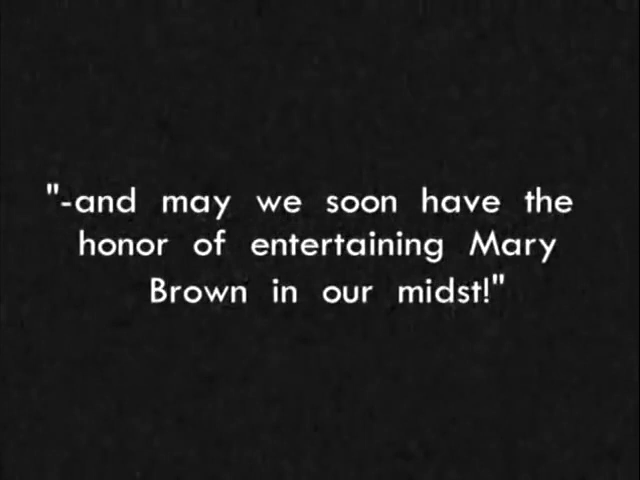 "-and may we soon have the
honor of entertaining Mary
Brown in our midst!"